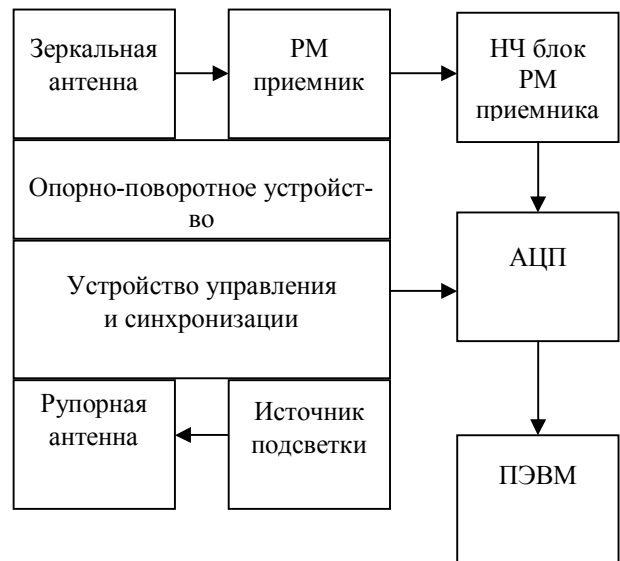 Зеркальная
антенна
РМ
приемник
НЧ блок
РМ
приемника
Опорно-поворотное устройст-
во
Устройство управления
и синхронизации
АЦП
Рупорная
антенна
Источник
подсветки
ПЭВМ